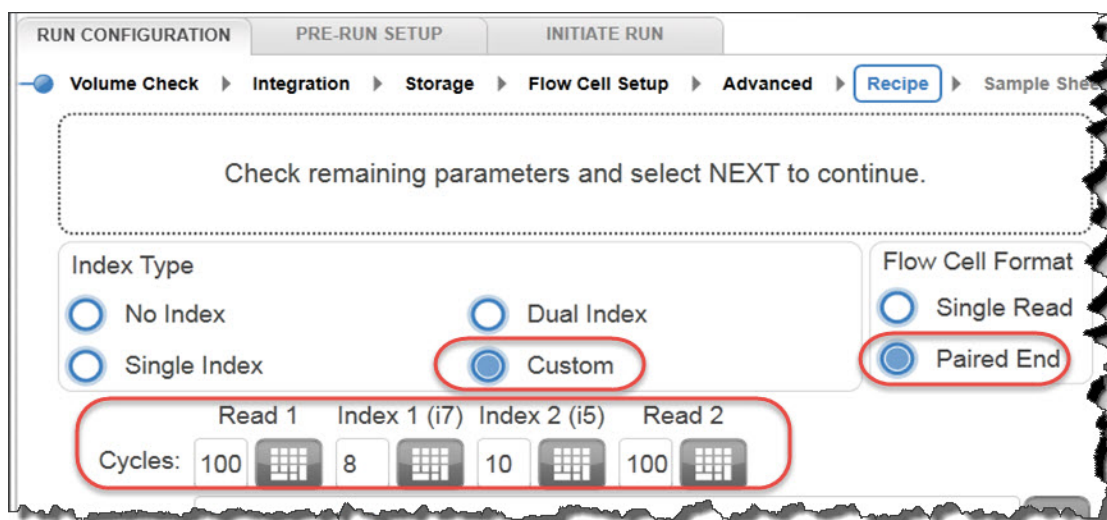 RUN CONFIGURATION PRE-RUN SETUP INITIATE RUN
Volume Check Integration Storage Flow Cell Setup Advanced Recipe Sample
Check remaining parameters and select NEXT to continue.
Index Type
Flow Cell Format
No Index Dual Index Single Read
Single Index Custom Paired End
Read 1 Index 1 (i7) Index 2 (i5) Read 2
Cycles: 100 8 10 100